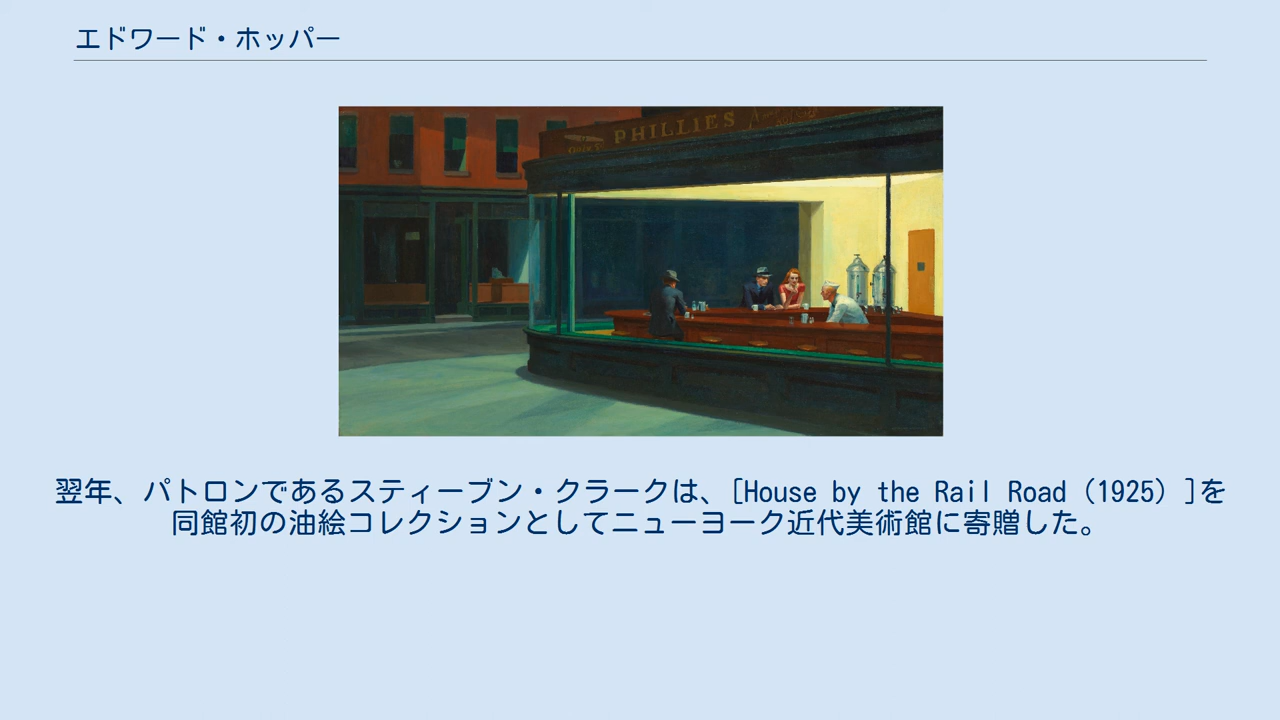 エドワード・ホッパー
PHILLIES
翌年、パトロンであるスティーブン・クラークは、[House by the Rail Road（1925）]を
同館初の油絵コレクションとしてニューヨーク近代美術館に寄贈した。